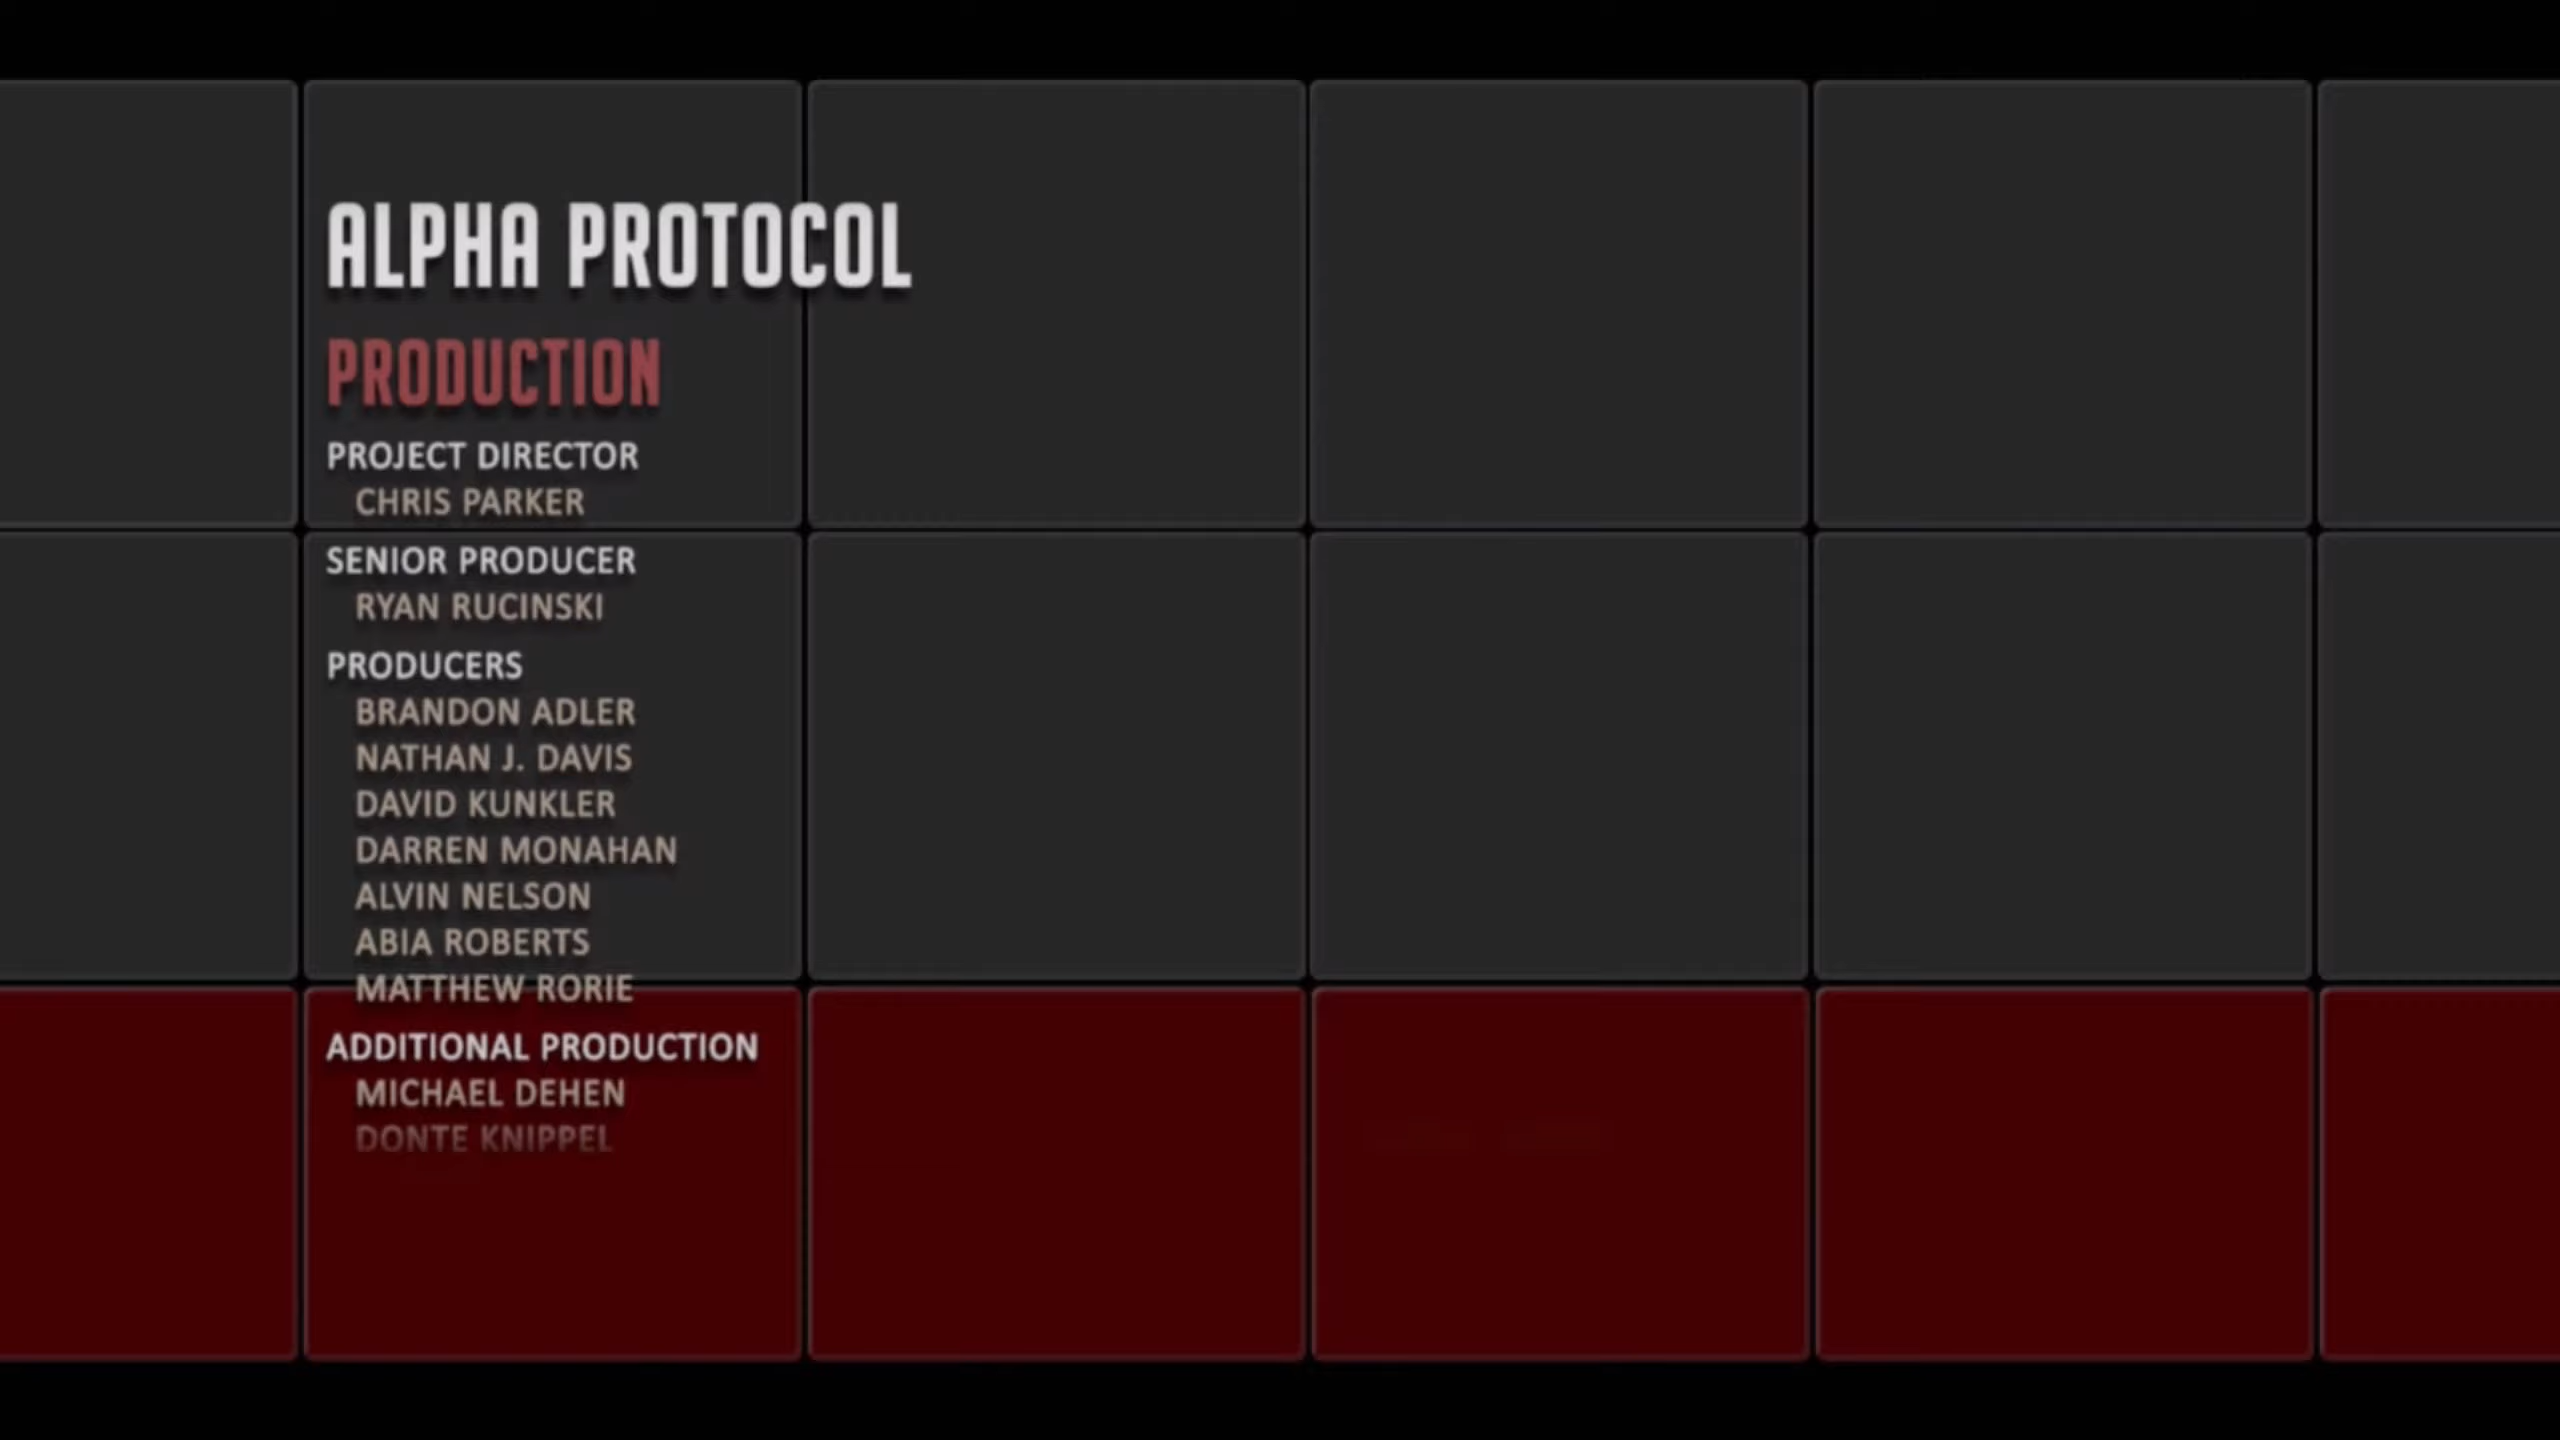 ALPHA PROTOCOL
PRODUCTION
PROJECT DIRECTOR
CHRIS PARKER
SENIOR PRODUCER
RYAN RUCINSKI
PRODUCERS
BRANDON ADLER
NATHAN J. DAVIS
DAVID KUNKLER
DARREN MONAHAN
ALVIN NELSON
ABIA ROBERTS
MATTHEW RORIE
ADDITIONAL PRODUCTION
MICHAEL DEHEN
DONTE KNIPPEL